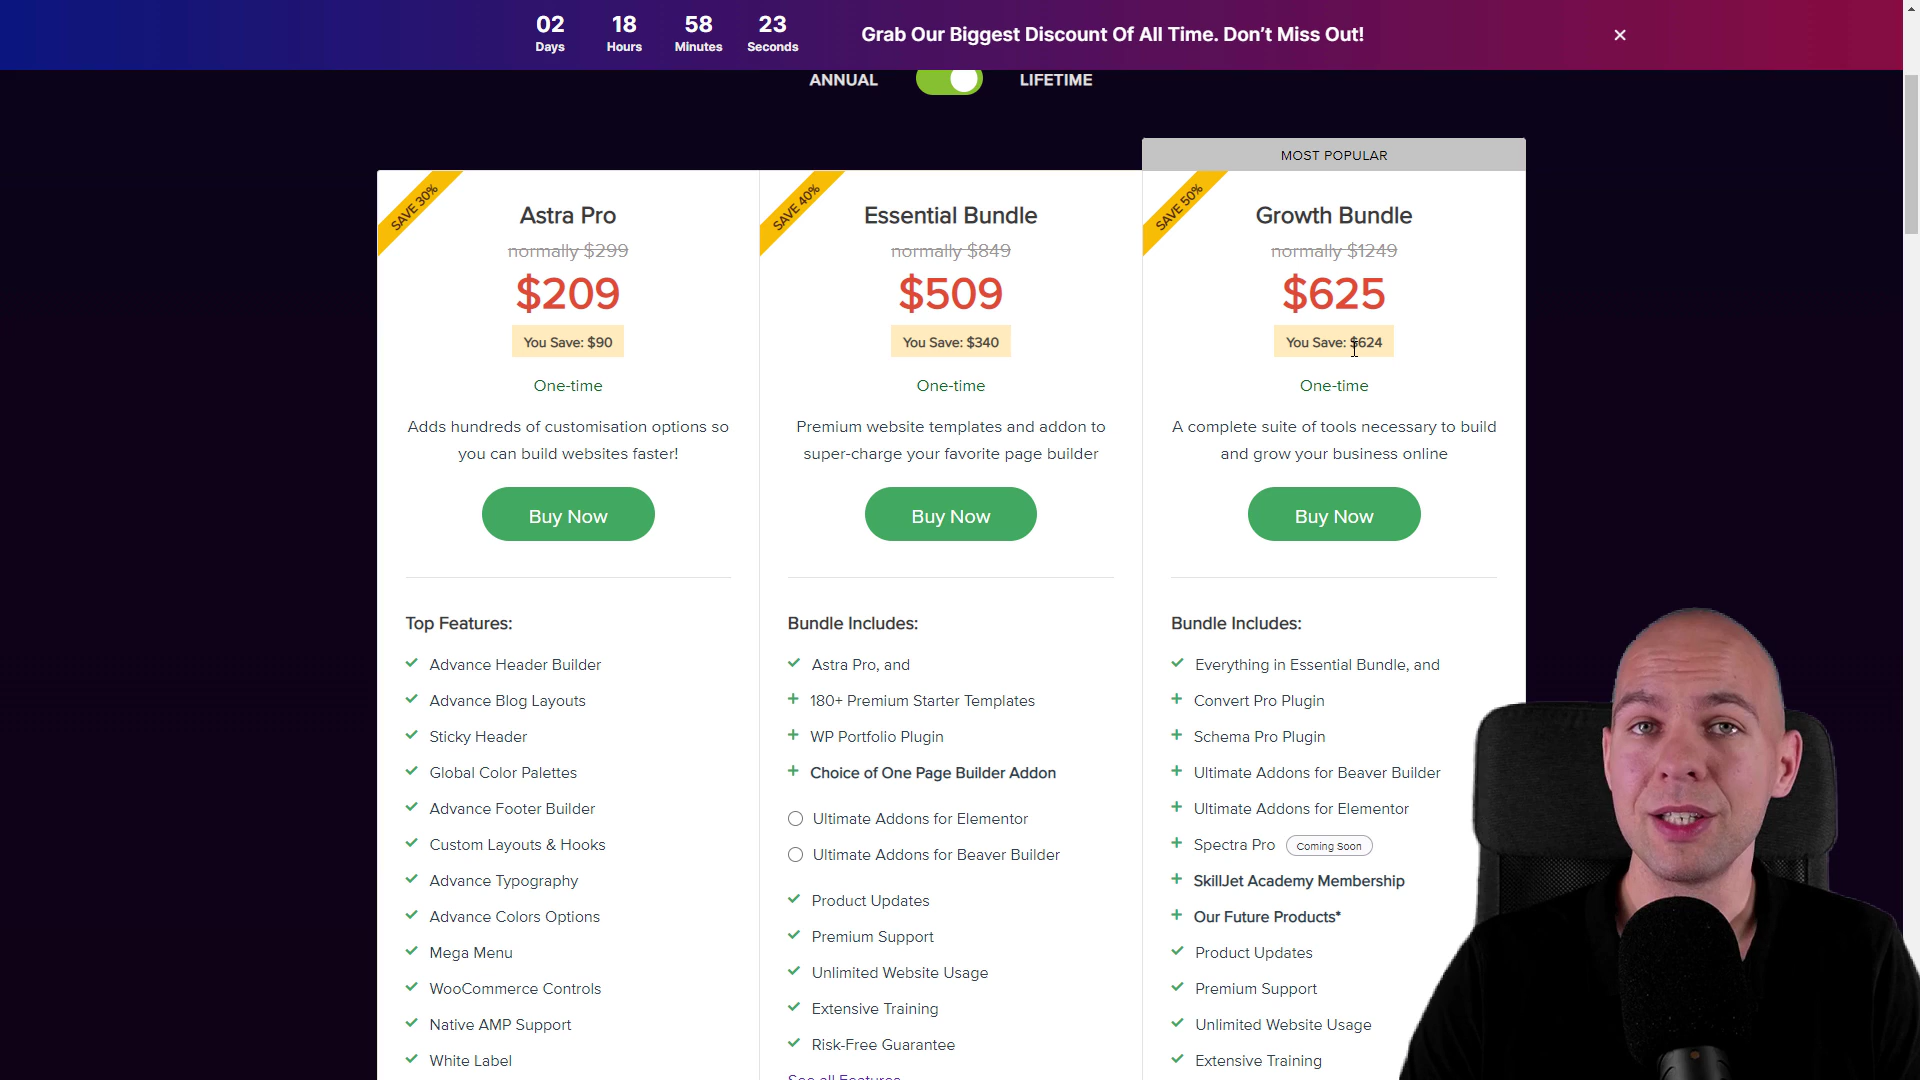 02 18 58 23
Days Hours Minutes Seconds
Grab Our Biggest Discount Of All Time. Don't Miss Out!
ANNUAL LIFETIME
MOST POPULAR
SAVE 30%
Astra Pro
normally $299
$209
You Save: $90
One-time
Adds hundreds of customisation options so
you can build websites faster!
Buy Now
Top Features:
Advance Header Builder
Advance Blog Layouts
Sticky Header
Global Color Palettes
Advance Footer Builder
Custom Layouts & Hooks
Advance Typography
Advance Colors Options
Mega Menu
WooCommerce Controls
Native AMP Support
White Label
SAVE 40%
Essential Bundle
normally $849
$509
You Save: $340
One-time
Premium website templates and addon to
super-charge your favorite page builder
Buy Now
Bundle Includes:
Astra Pro, and
180+ Premium Starter Templates
WP Portfolio Plugin
Choice of One Page Builder Addon
Ultimate Addons for Elementor
Ultimate Addons for Beaver Builder
Product Updates
Premium Support
Unlimited Website Usage
Extensive Training
Risk-Free Guarantee
See all Features
SAVE 50%
Growth Bundle
normally $1249
$625
You Save: $624
One-time
A complete suite of tools necessary to build
and grow your business online
Buy Now
Bundle Includes:
Everything in Essential Bundle, and
Convert Pro Plugin
Schema Pro Plugin
Ultimate Addons for Beaver Builder
Ultimate Addons for Elementor
Spectra Pro Coming Soon
SkillJet Academy Membership
Our Future Products*
Product Updates
Premium Support
Unlimited Website Usage
Extensive Training